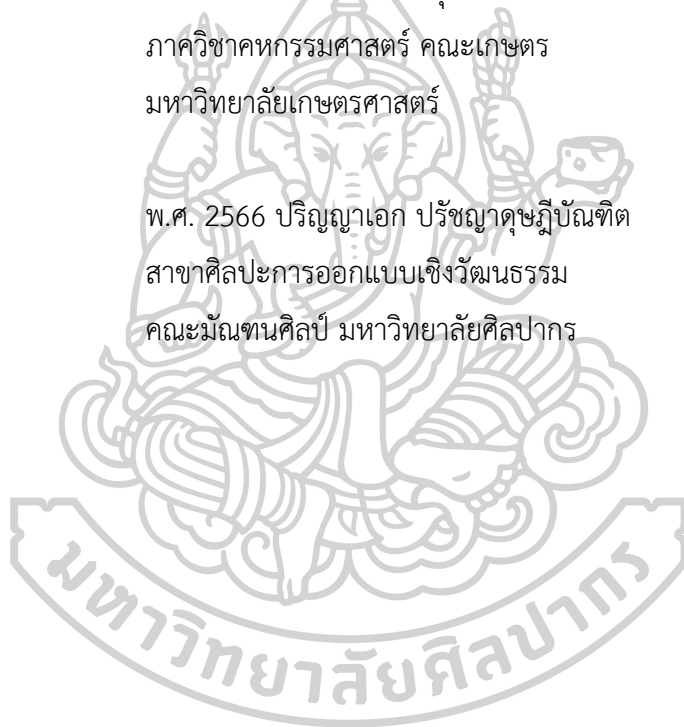 ภาควิชาคหกรรมศาสตร์ คณะเกษตร
มหาวิทยาลัยเกษตรศาสตร์
พ.ศ. 2566 ปริญญาเอก ปรัชญาดุษฎีบัณฑิต
สาขาศิลปะการออกแบบเชิงวัฒนธรรม
คณะมัณฑนศิลป์ มหาวิทยาลัยศิลปากร
มหาวิทยาลัยศิลปากร